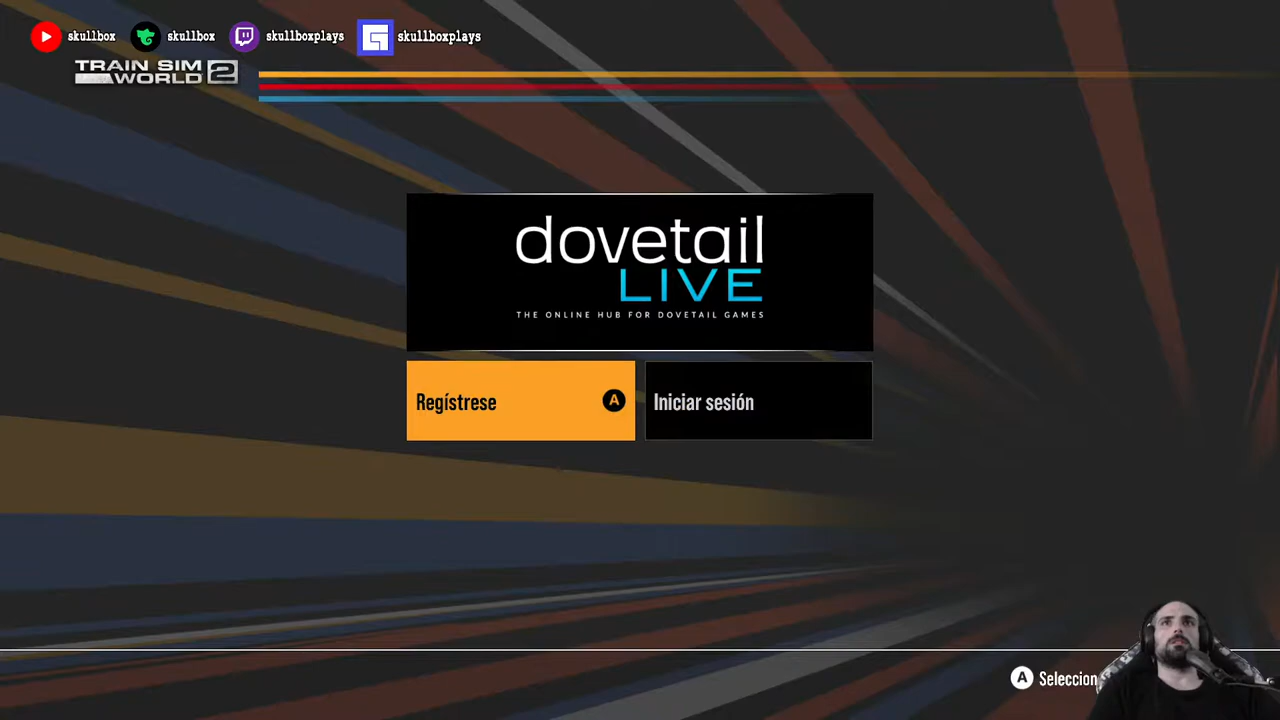 skullbox skullbox skullboxplays skullboxplays
TRAIN SIM
WORLD 2
dovetail
LIVE
THE ONLINE HUB FOR DOVETAIL GAMES
Regístrese A Iniciar sesión
A Seleccion